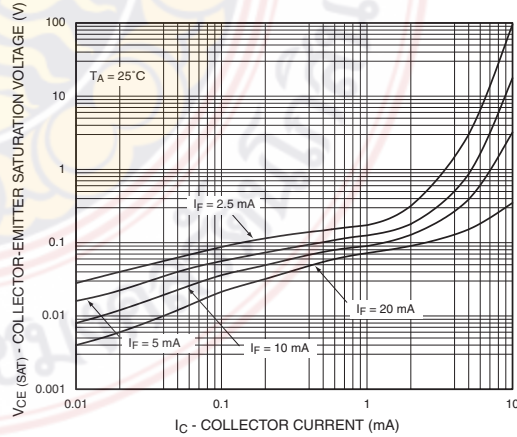 VCE (SAT) - COLLECTOR-EMITTER SATURATION VOLTAGE (V)
100
10
1
0.1
0.01
0.001
TA = 25˚C
IF = 2.5 mA
IF = 20 mA
IF = 5 mA
IF = 10 mA
0.01
0.1
1
10
IC - COLLECTOR CURRENT (mA)